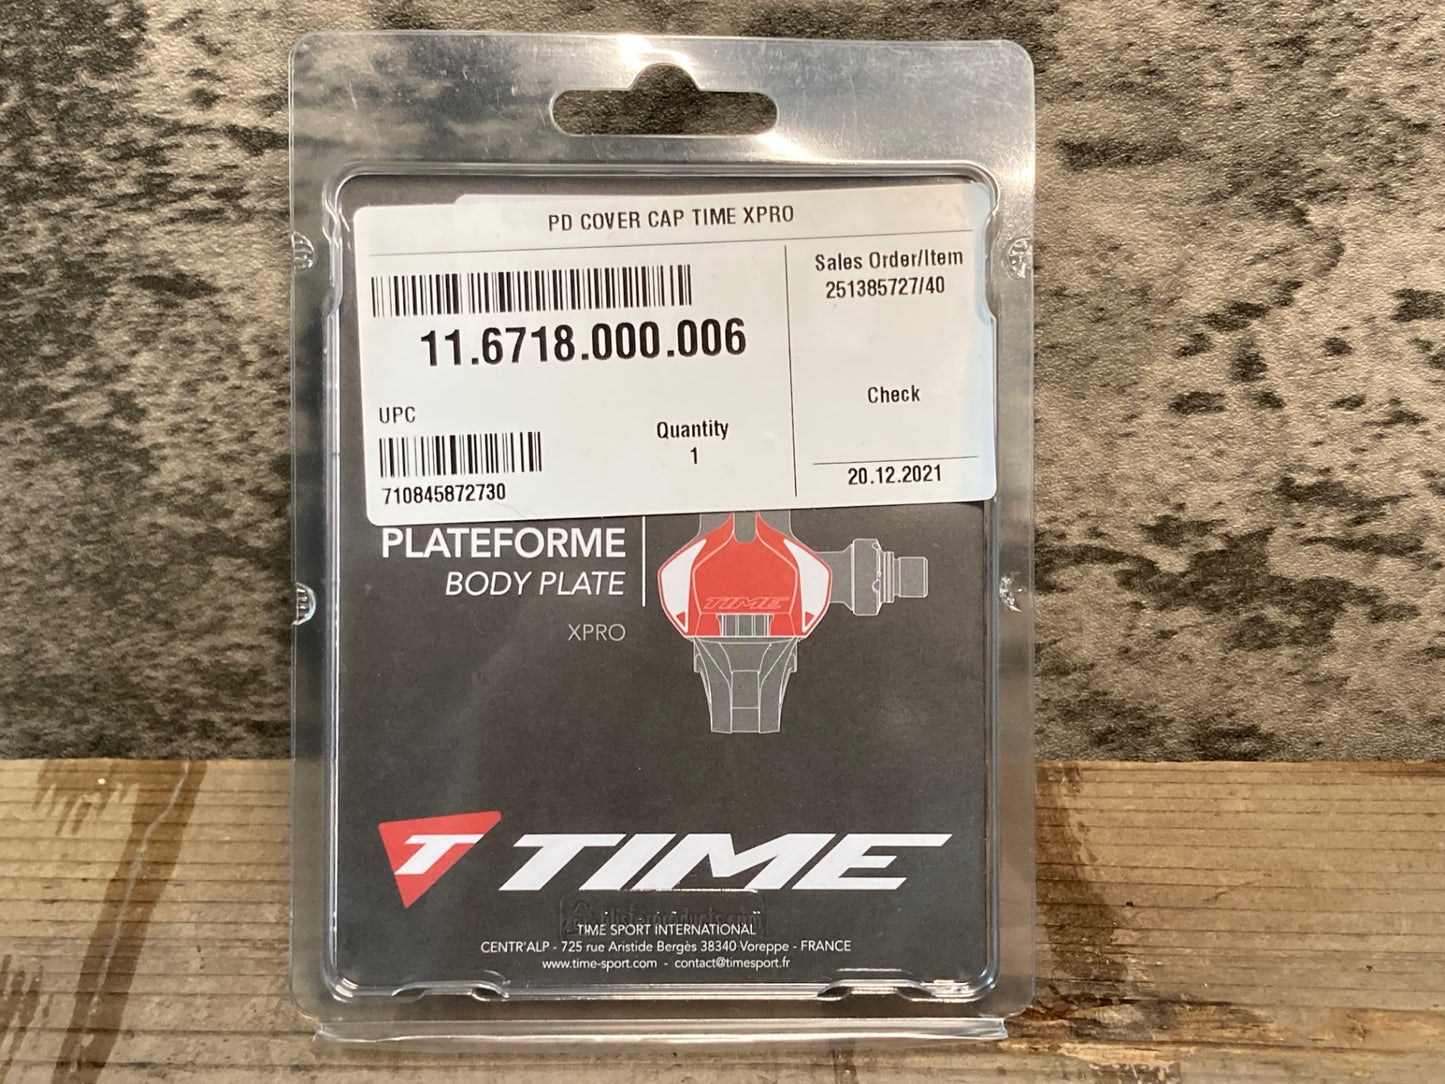 PD COVER CAP TIME XPRO
11.6718.000.006
Sales Order/Item
251385727/40
Check
20.12.2021
UPC
710845872730
Quantity
1
PLATEFORME
BODY PLATE
XPRO
TIME
T TIME
TIME SPORT INTERNATIONAL
CENTR'ALP - 725 rue Aristide Bergès 38340 Voreppe - FRANCE
www.time-sport.com - contact@timesport.fr